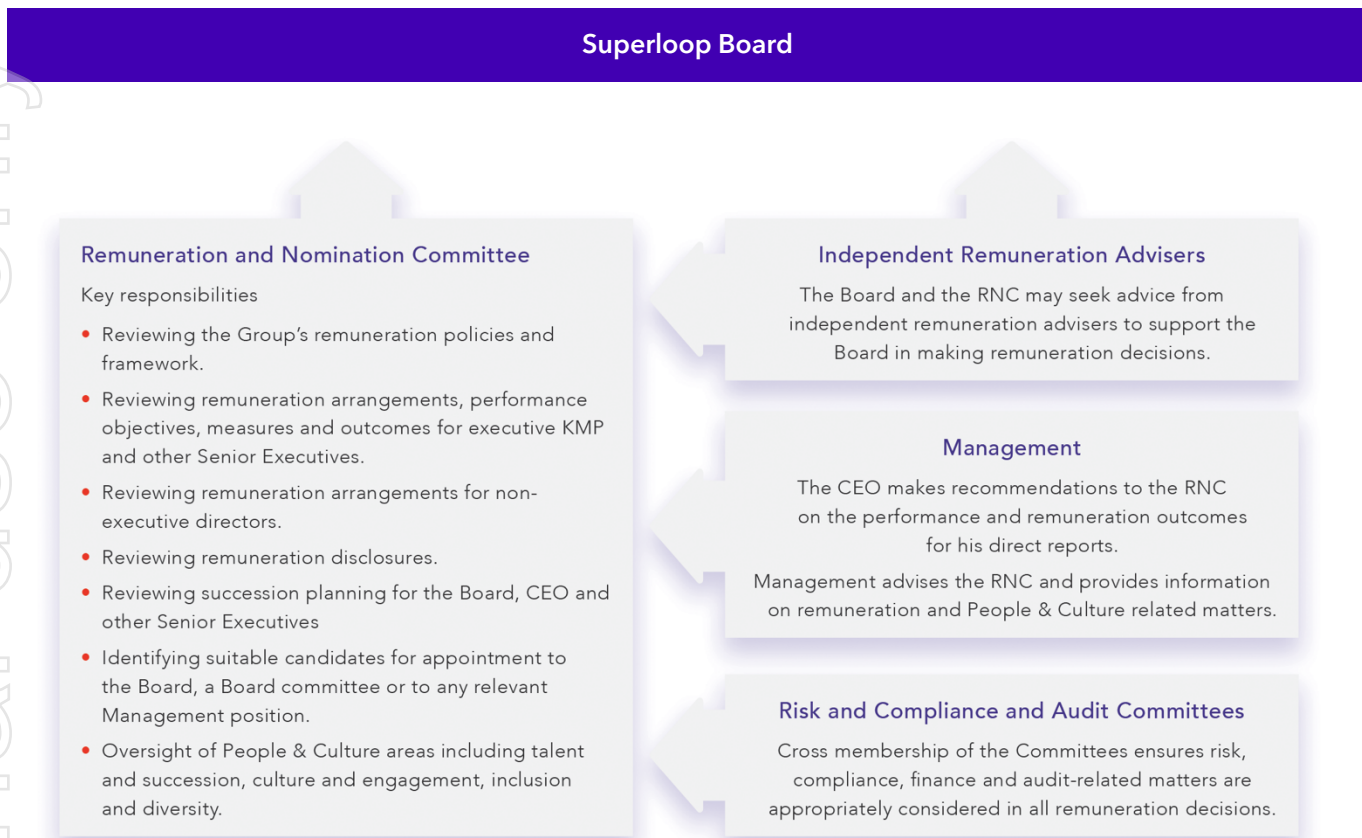 Superloop Board
Remuneration and Nomination Committee
Key responsibilities
• Reviewing the Group’s remuneration policies and
framework.
• Reviewing remuneration arrangements, performance
objectives, measures and outcomes for executive KMP
and other Senior Executives.
• Reviewing remuneration arrangements for non-
executive directors.
• Reviewing remuneration disclosures.
• Reviewing succession planning for the Board, CEO and
other Senior Executives
• Identifying suitable candidates for appointment to
the Board, a Board committee or to any relevant
Management position.
• Oversight of People & Culture areas including talent
and succession, culture and engagement, inclusion
and diversity.
Independent Remuneration Advisers
The Board and the RNC may seek advice from
independent remuneration advisers to support the
Board in making remuneration decisions.
Management
The CEO makes recommendations to the RNC
on the performance and remuneration outcomes
for his direct reports.
Management advises the RNC and provides information
on remuneration and People & Culture related matters.
Risk and Compliance and Audit Committees
Cross membership of the Committees ensures risk,
compliance, finance and audit-related matters are
appropriately considered in all remuneration decisions.